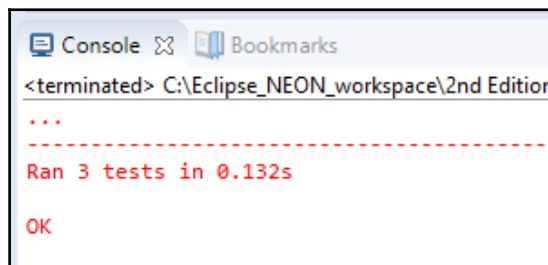 Console Bookmarks
<terminated> C:\Eclipse_NEON_workspace\2nd Edition
...
----------------------------------------
Ran 3 tests in 0.132s
OK